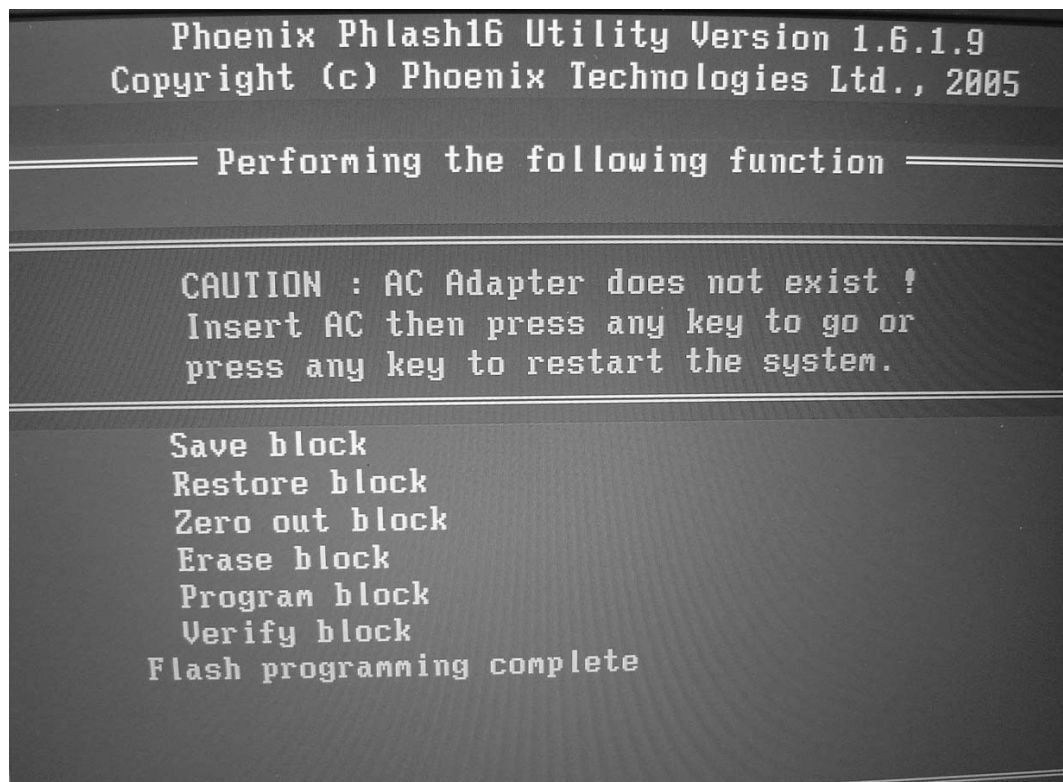 Phoenix Phlash16 Utility Version 1.6.1.9
Copyright (c) Phoenix Technologies Ltd., 2005
Performing the following function
CAUTION : AC Adapter does not exist !
Insert AC then press any key to go or
press any key to restart the system.
Save block
Restore block
Zero out block
Erase block
Program block
Verify block
Flash programming complete